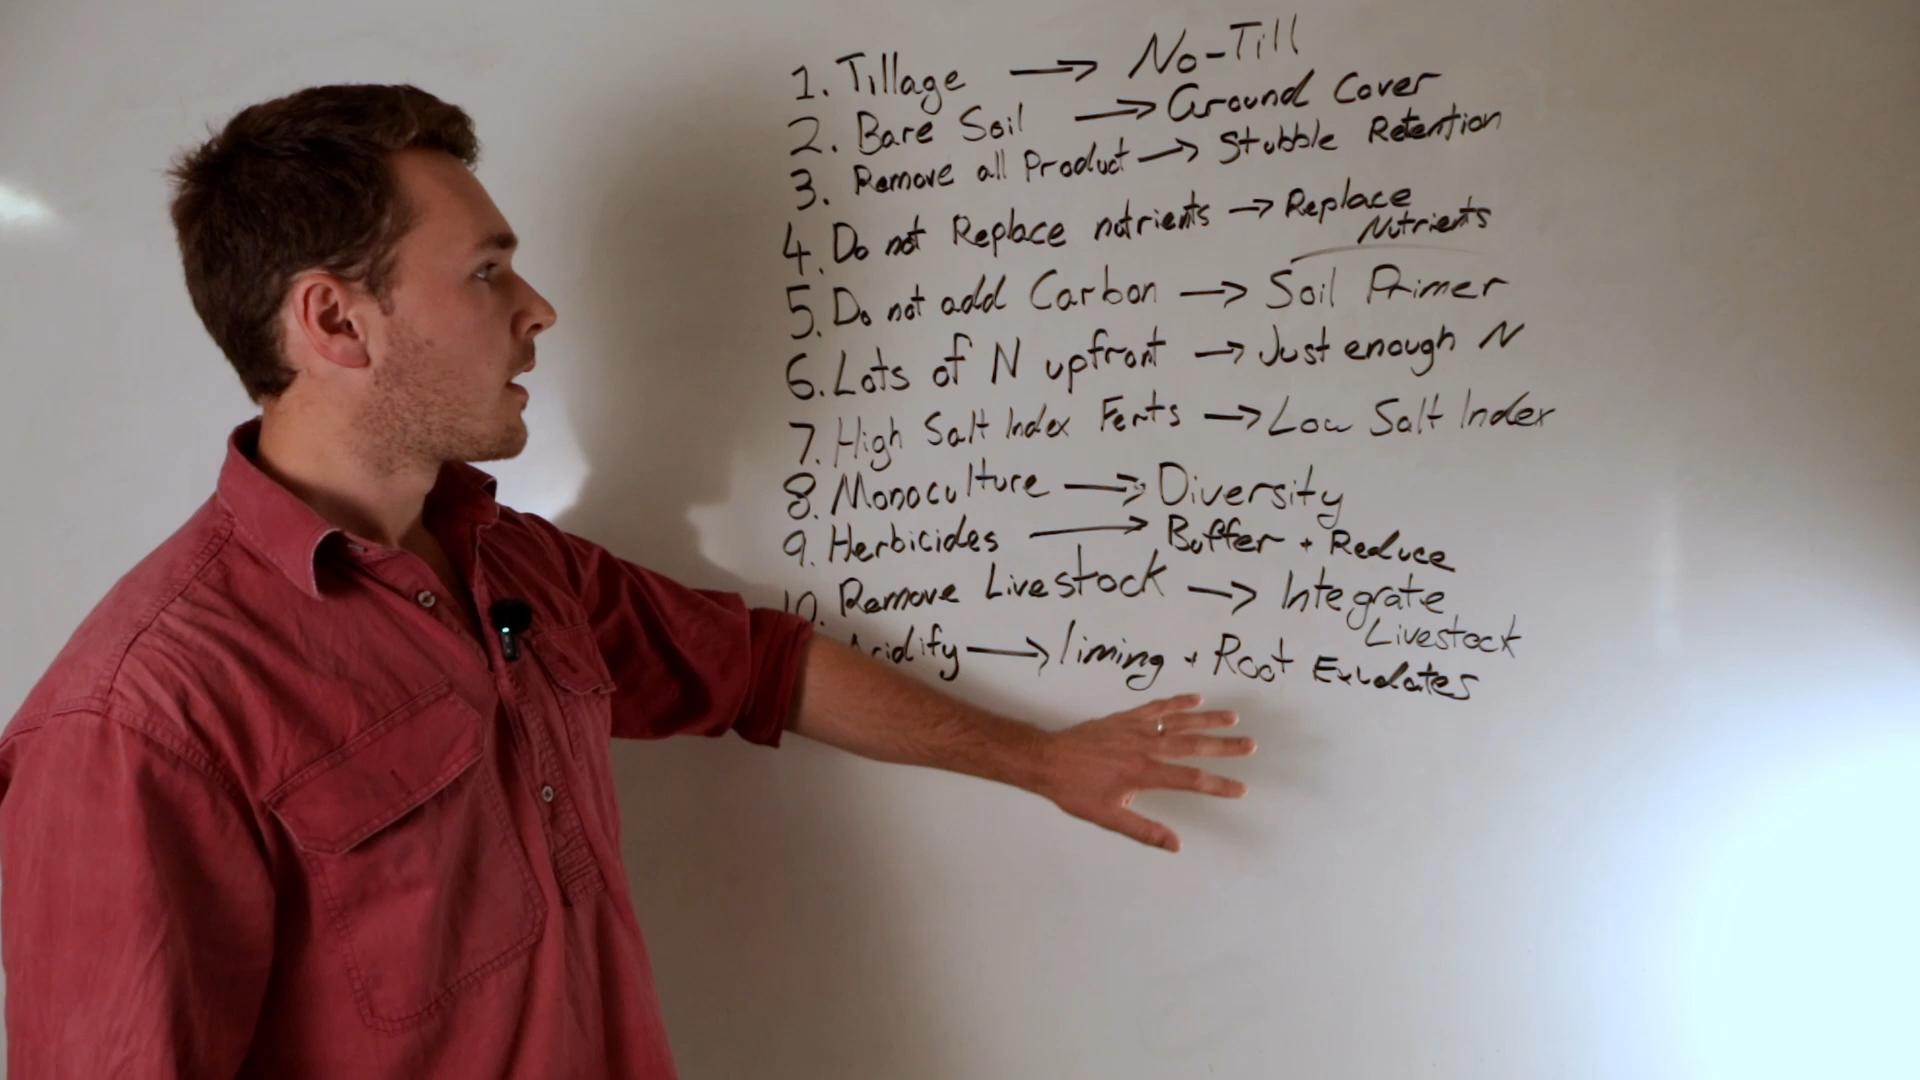 1. Tillage → No-Till
2. Bare Soil → Ground Cover
3. Remove all Product → Stubble Retention
4. Do not Replace nutrients → Replace
Nutrients
5. Do not add Carbon → Soil Primer
6. Lots of N upfront → Just enough N
7. High Salt Index Ferts → Low Salt Index
8. Monoculture → Diversity
9. Herbicides → Buffer + Reduce
10. Remove Livestock → Integrate
Livestock
Acidify → liming + Root Exudates